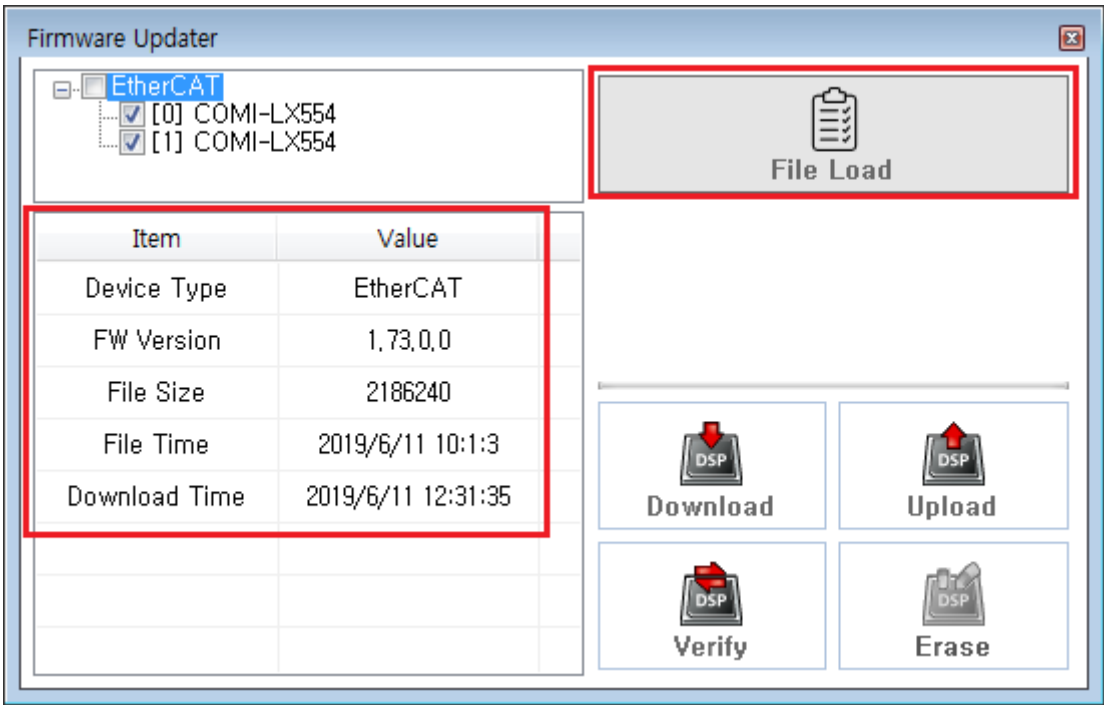 Firmware Updater
EtherCAT
[0] COMI-LX554
[1] COMI-LX554
File Load
Item Value
Device Type EtherCAT
FW Version 1,73,0,0
File Size 2186240
File Time 2019/6/11 10:1:3
Download Time 2019/6/11 12:31:35
DSP DSP
Download Upload
DSP DSP
Verify Erase